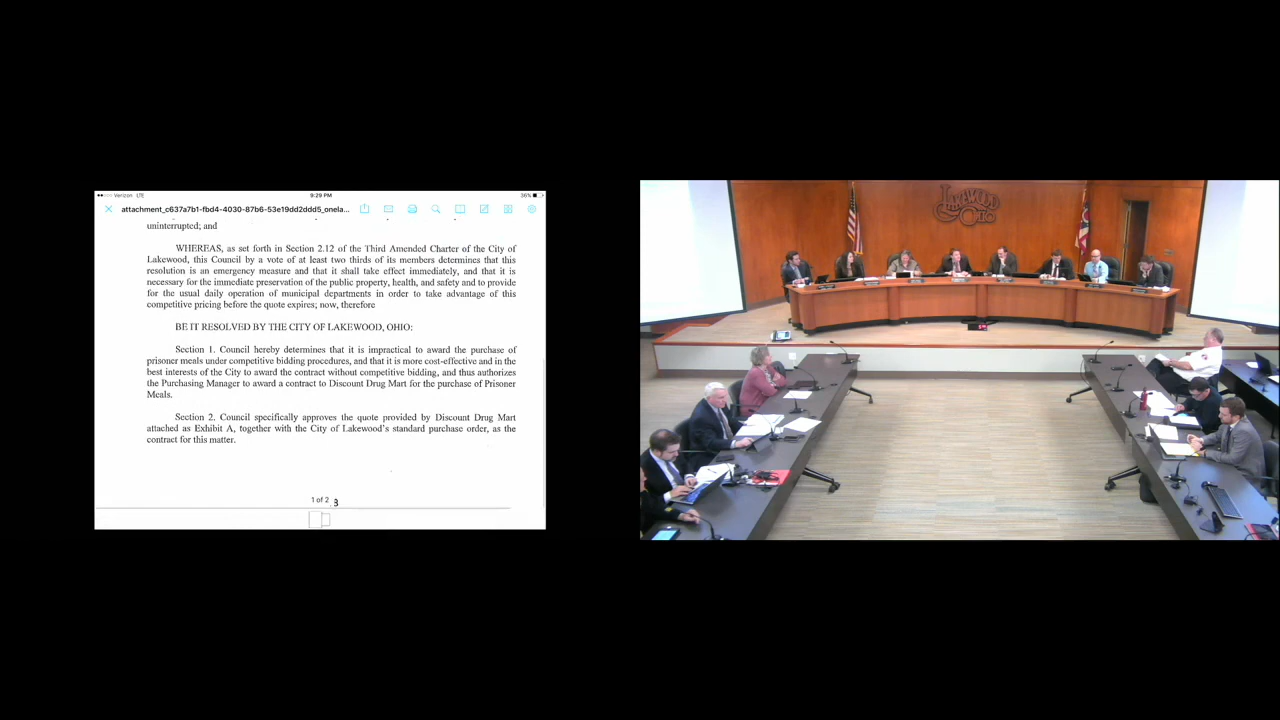 Verizon LTE
9:29 PM
36%
attachment_c637a7b1-fbd4-4030-87b6-53e19dd2ddd5_onela...
uninterrupted; and
WHEREAS, as set forth in Section 2.12 of the Third Amended Charter of the City of
Lakewood, this Council by a vote of at least two thirds of its members determines that this
resolution is an emergency measure and that it shall take effect immediately, and that it is
necessary for the immediate preservation of the public property, health, and safety and to provide
for the usual daily operation of municipal departments in order to take advantage of this
competitive pricing before the quote expires; now, therefore
BE IT RESOLVED BY THE CITY OF LAKEWOOD, OHIO:
Section 1. Council hereby determines that it is impractical to award the purchase of
prisoner meals under competitive bidding procedures, and that it is more cost-effective and in the
best interests of the City to award the contract without competitive bidding, and thus authorizes
the Purchasing Manager to award a contract to Discount Drug Mart for the purchase of Prisoner
Meals.
Section 2. Council specifically approves the quote provided by Discount Drug Mart
attached as Exhibit A, together with the City of Lakewood's standard purchase order, as the
contract for this matter.
1 of 2
3
LAKEWOOD
OHIO